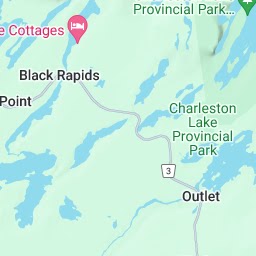 Provincial Park...
e Cottages
Black Rapids
Point
Charleston
Lake
Provincial
Park
3
Outlet